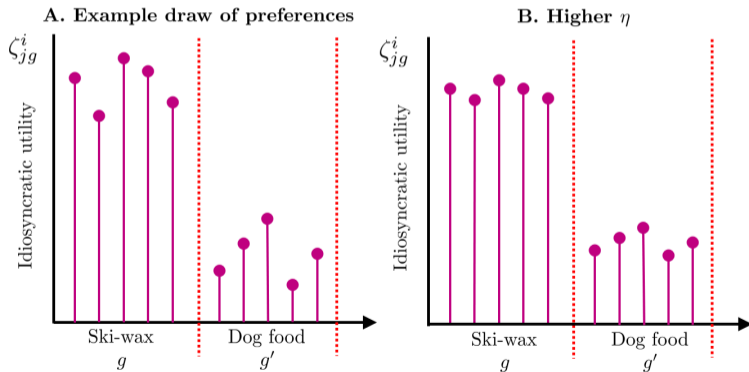 A. Example draw of preferences
ζ^i_{jg}
Idiosyncratic utility
Ski-wax
g
Dog food
g′
B. Higher η
ζ^i_{jg}
Idiosyncratic utility
Ski-wax
g
Dog food
g′